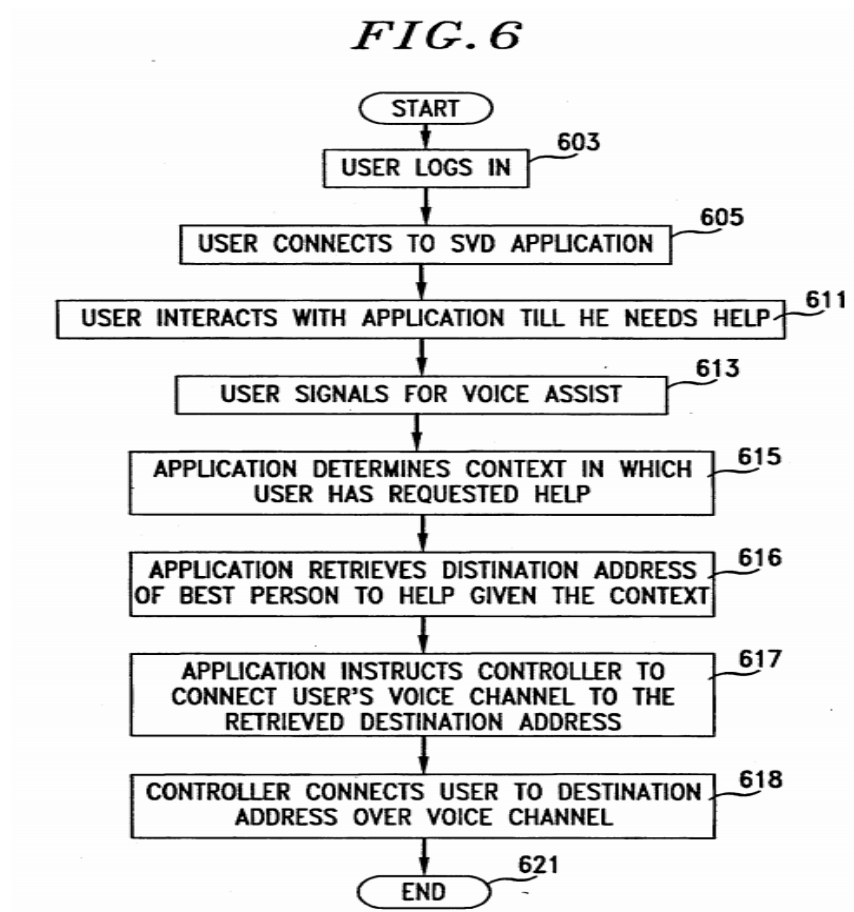 FIG. 6
START
603
USER LOGS IN
605
USER CONNECTS TO SVD APPLICATION
611
USER INTERACTS WITH APPLICATION TILL HE NEEDS HELP
613
USER SIGNALS FOR VOICE ASSIST
615
APPLICATION DETERMINES CONTEXT IN WHICH
USER HAS REQUESTED HELP
616
APPLICATION RETRIEVES DISTINATION ADDRESS
OF BEST PERSON TO HELP GIVEN THE CONTEXT
617
APPLICATION INSTRUCTS CONTROLLER TO
CONNECT USER'S VOICE CHANNEL TO THE
RETRIEVED DESTINATION ADDRESS
618
CONTROLLER CONNECTS USER TO DESTINATION
ADDRESS OVER VOICE CHANNEL
621
END